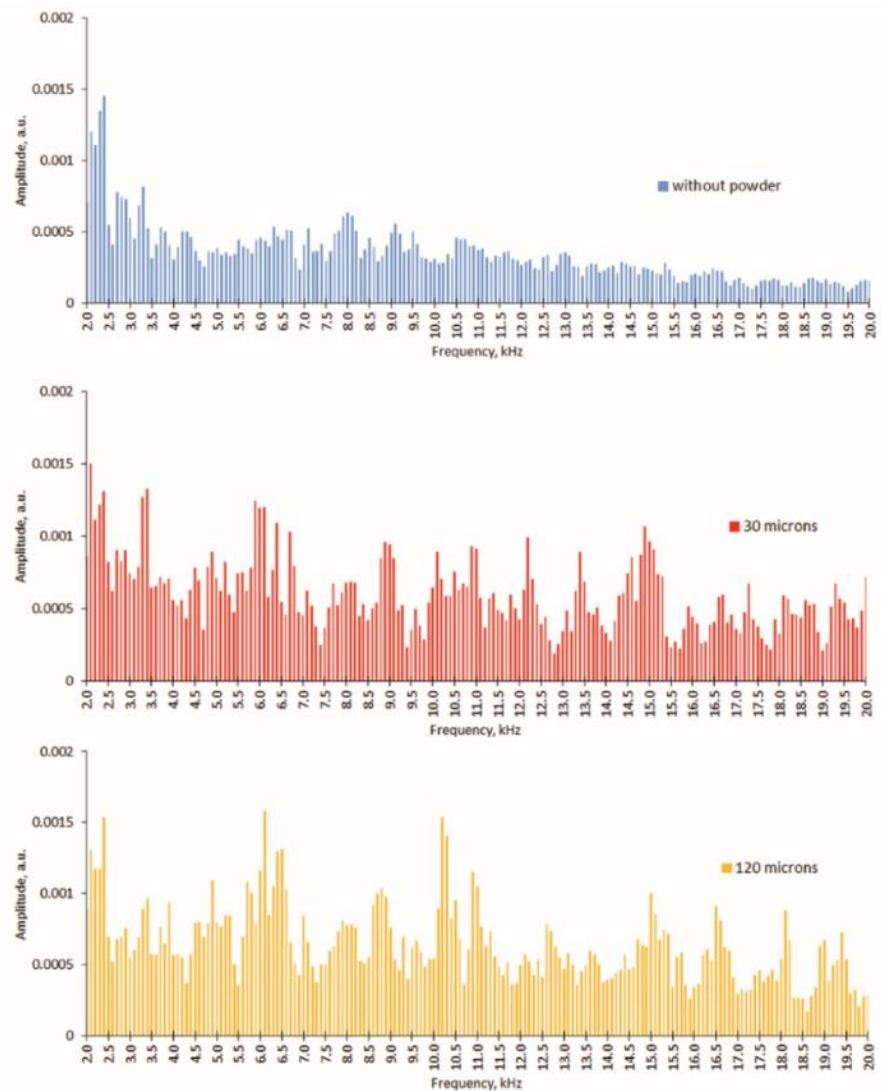 0.002
0.0015
0.001
0.0005
0
Amplitude, a.u.
without powder
2.0 2.5 3.0 3.5 4.0 4.5 5.0 5.5 6.0 6.5 7.0 7.5 8.0 8.5 9.0 9.5 10.0 10.5 11.0 11.5 12.0 12.5 13.0 13.5 14.0 14.5 15.0 15.5 16.0 16.5 17.0 17.5 18.0 18.5 19.0 19.5 20.0
Frequency, kHz
0.002
0.0015
0.001
0.0005
0
Amplitude, a.u.
30 microns
2.0 2.5 3.0 3.5 4.0 4.5 5.0 5.5 6.0 6.5 7.0 7.5 8.0 8.5 9.0 9.5 10.0 10.5 11.0 11.5 12.0 12.5 13.0 13.5 14.0 14.5 15.0 15.5 16.0 16.5 17.0 17.5 18.0 18.5 19.0 19.5 20.0
Frequency, kHz
0.002
0.0015
0.001
0.0005
0
Amplitude, a.u.
120 microns
2.0 2.5 3.0 3.5 4.0 4.5 5.0 5.5 6.0 6.5 7.0 7.5 8.0 8.5 9.0 9.5 10.0 10.5 11.0 11.5 12.0 12.5 13.0 13.5 14.0 14.5 15.0 15.5 16.0 16.5 17.0 17.5 18.0 18.5 19.0 19.5 20.0
Frequency, kHz